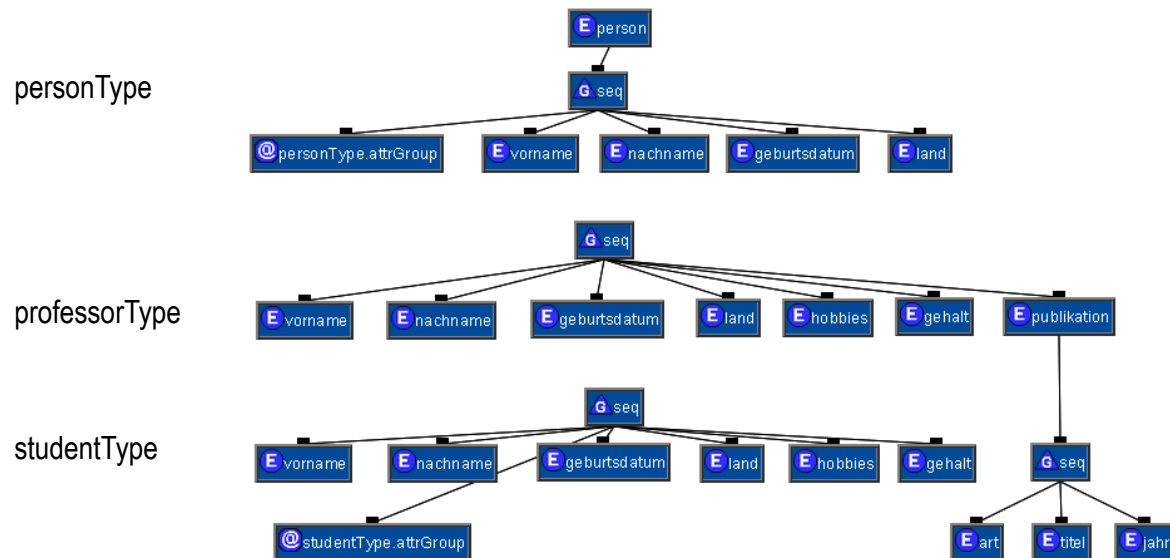 E person
personType
G seq
@ personType.attrGroup E vorname E nachname E geburtsdatum E land
G seq
professorType
E vorname E nachname E geburtsdatum E land E hobbies E gehalt E publikation
G seq
studentType
E vorname E nachname E geburtsdatum E land E hobbies E gehalt G seq
@ studentType.attrGroup E art E titel E jahr